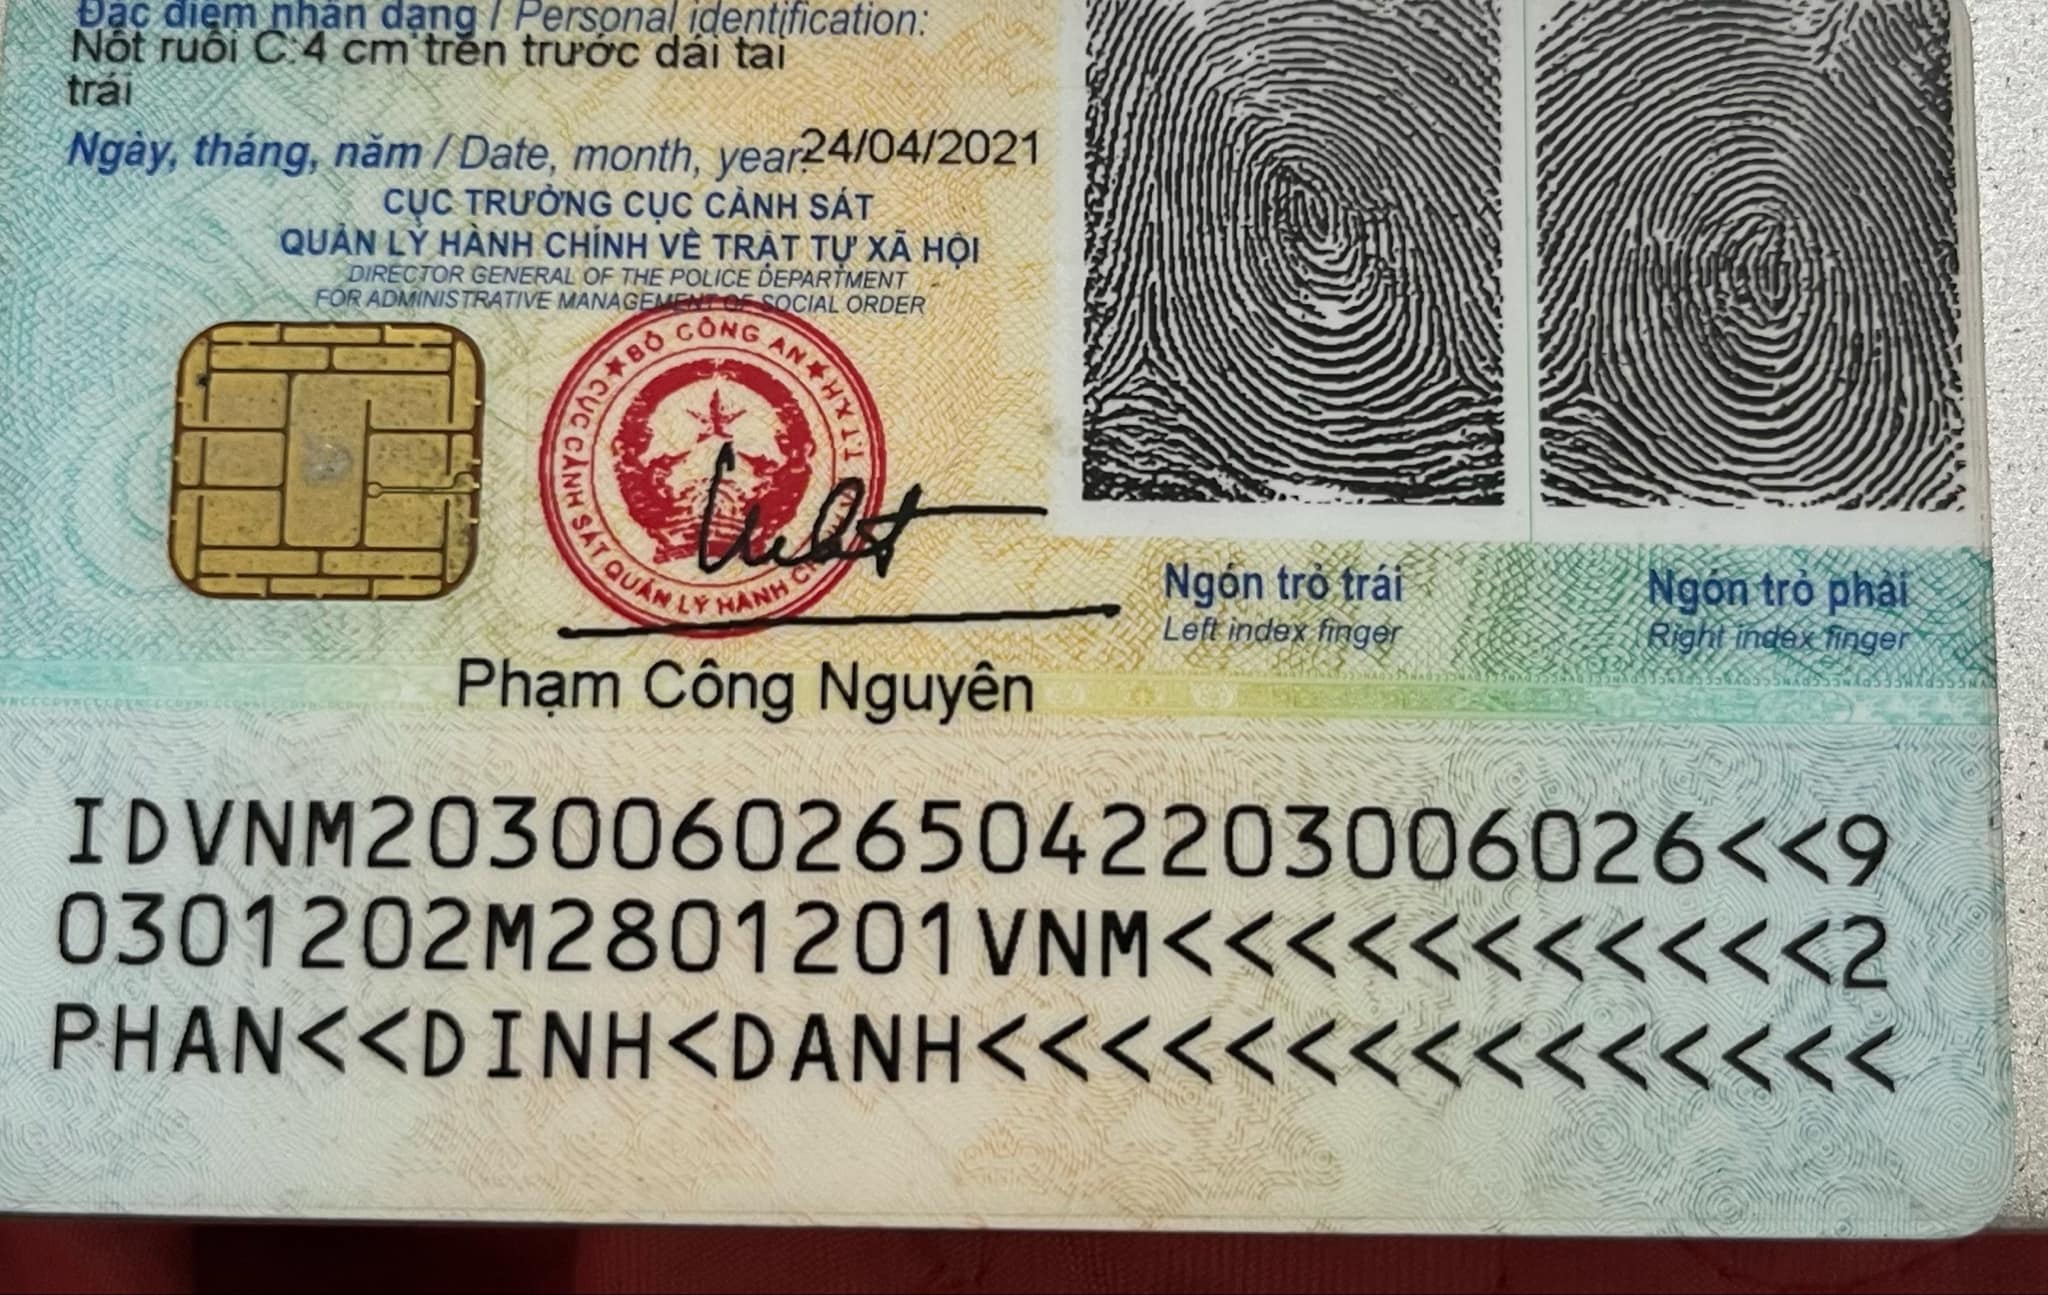 Đặc điểm nhân dạng / Personal identification:
Nốt ruồi C:4 cm trên trước dái tai
trái
Ngày, tháng, năm / Date, month, year: 24/04/2021
CỤC TRƯỞNG CỤC CẢNH SÁT
QUẢN LÝ HÀNH CHÍNH VỀ TRẬT TỰ XÃ HỘI
DIRECTOR GENERAL OF THE POLICE DEPARTMENT
FOR ADMINISTRATIVE MANAGEMENT OF SOCIAL ORDER
★ BỘ CÔNG AN ★
CỤC CẢNH SÁT QUẢN LÝ HÀNH CHÍNH VỀ TTXH
Phạm Công Nguyên
Ngón trỏ trái
Left index finger
Ngón trỏ phải
Right index finger
IDVNM2030060265042203006026<<9
0301202M2801201VNM<<<<<<<<<<<2
PHAN<<DINH<DANH<<<<<<<<<<<<<<<